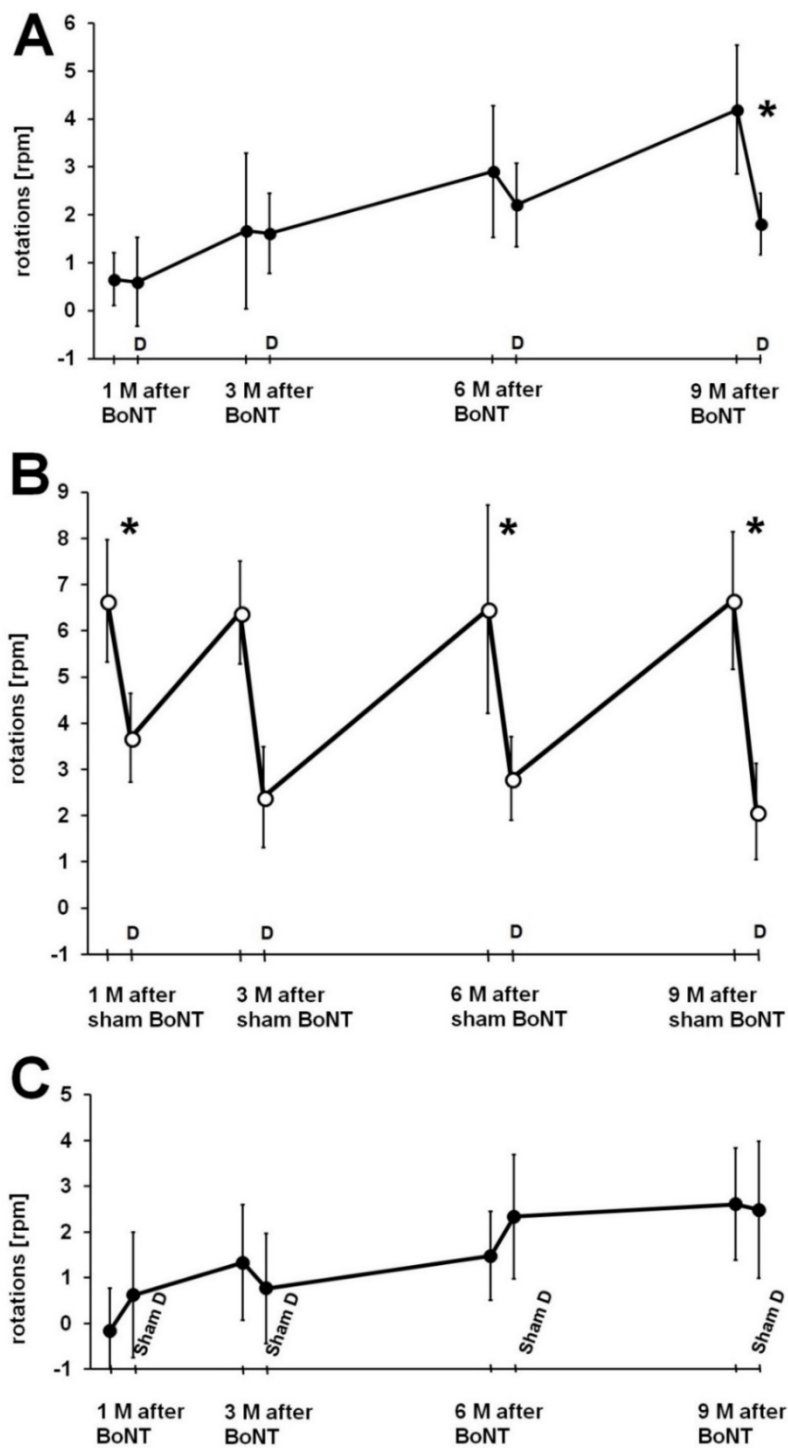 A
6
5
4
3
2
1
0
-1
rotations [rpm]
*
D D D D
1 M after 3 M after 6 M after 9 M after
BoNT BoNT BoNT BoNT
B
9
8
7
6
5
4
3
2
1
0
-1
rotations [rpm]
* * *
D D D D
1 M after 3 M after 6 M after 9 M after
sham BoNT sham BoNT sham BoNT sham BoNT
C
5
4
3
2
1
0
-1
rotations [rpm]
Sham D Sham D Sham D Sham D
1 M after 3 M after 6 M after 9 M after
BoNT BoNT BoNT BoNT